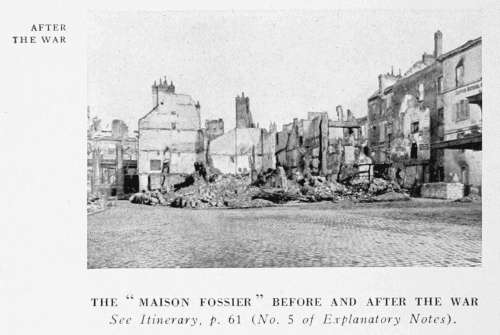 AFTER
THE WAR
THE “MAISON FOSSIER” BEFORE AND AFTER THE WAR
See Itinerary, p. 61 (No. 5 of Explanatory Notes).